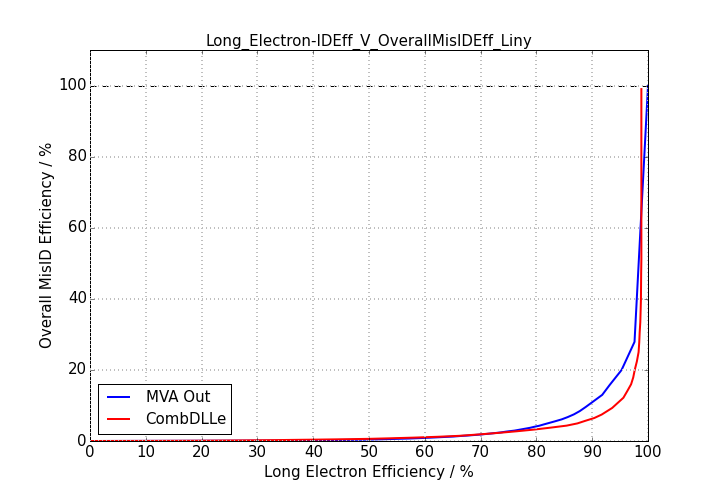 Long_Electron-IDEff_V_OverallMisIDEff_Liny
Overall MisID Efficiency / %
100
80
60
40
20
0
MVA Out
CombDLLe
0 10 20 30 40 50 60 70 80 90 100
Long Electron Efficiency / %